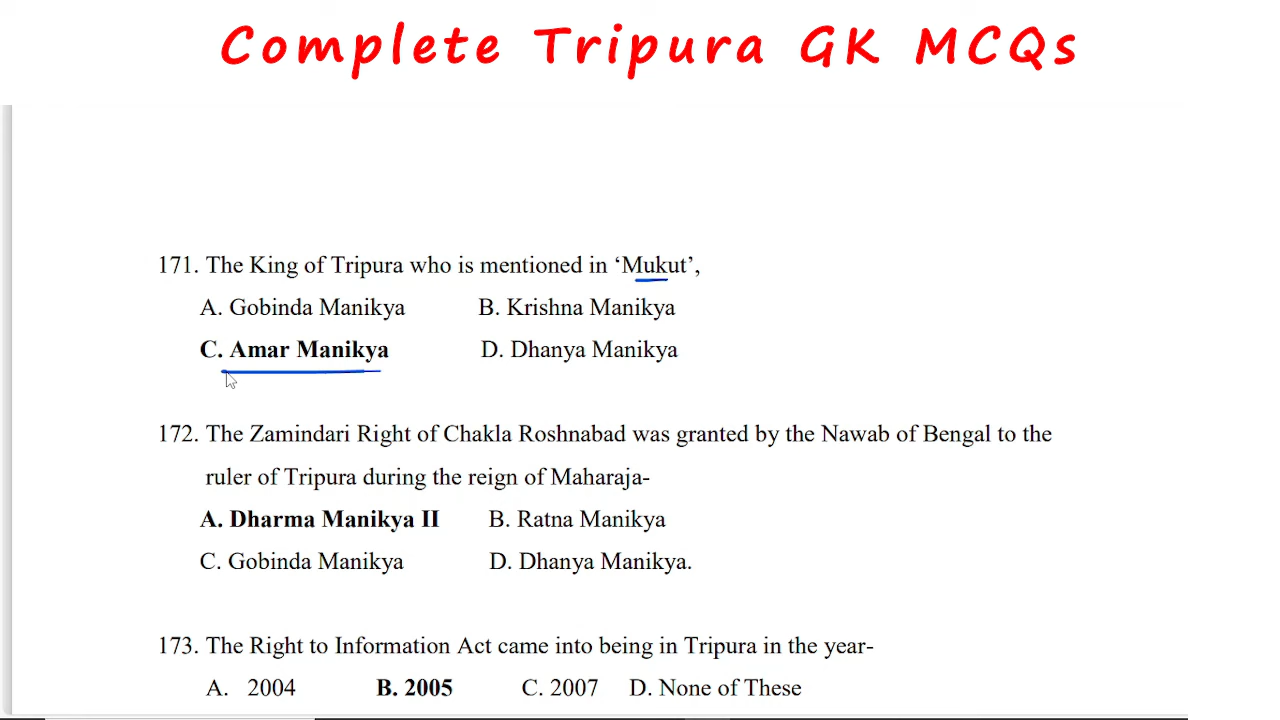 Complete Tripura GK MCQs
171. The King of Tripura who is mentioned in ‘Mukut’,
A. Gobinda Manikya B. Krishna Manikya
C. Amar Manikya D. Dhanya Manikya
172. The Zamindari Right of Chakla Roshnabad was granted by the Nawab of Bengal to the
ruler of Tripura during the reign of Maharaja-
A. Dharma Manikya II B. Ratna Manikya
C. Gobinda Manikya D. Dhanya Manikya.
173. The Right to Information Act came into being in Tripura in the year-
A. 2004 B. 2005 C. 2007 D. None of These